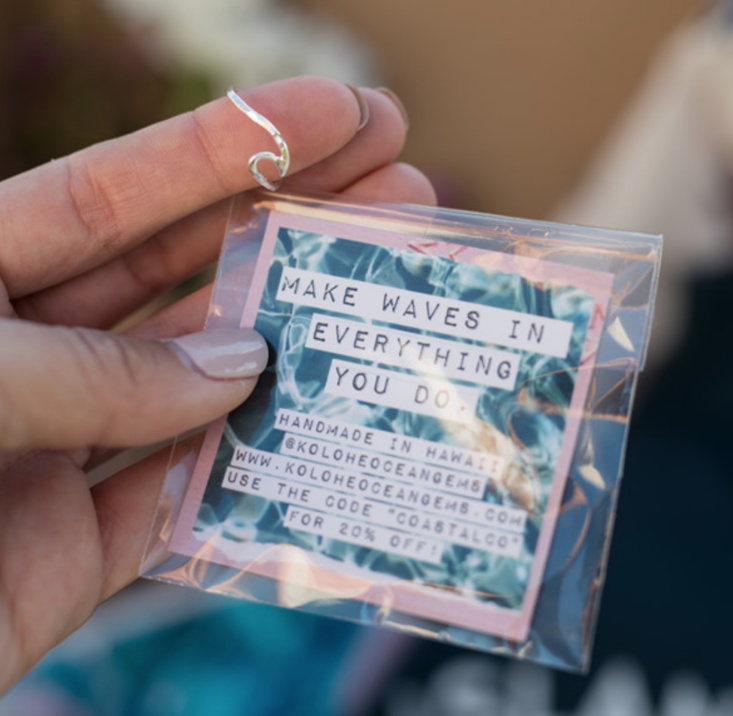 MAKE WAVES IN
EVERYTHING
YOU DO.
HANDMADE IN HAWAII
@KOLOHEOCEANGEMS
WWW.KOLOHEOCEANGEMS.COM
USE THE CODE "COASTALCO"
FOR 20% OFF!